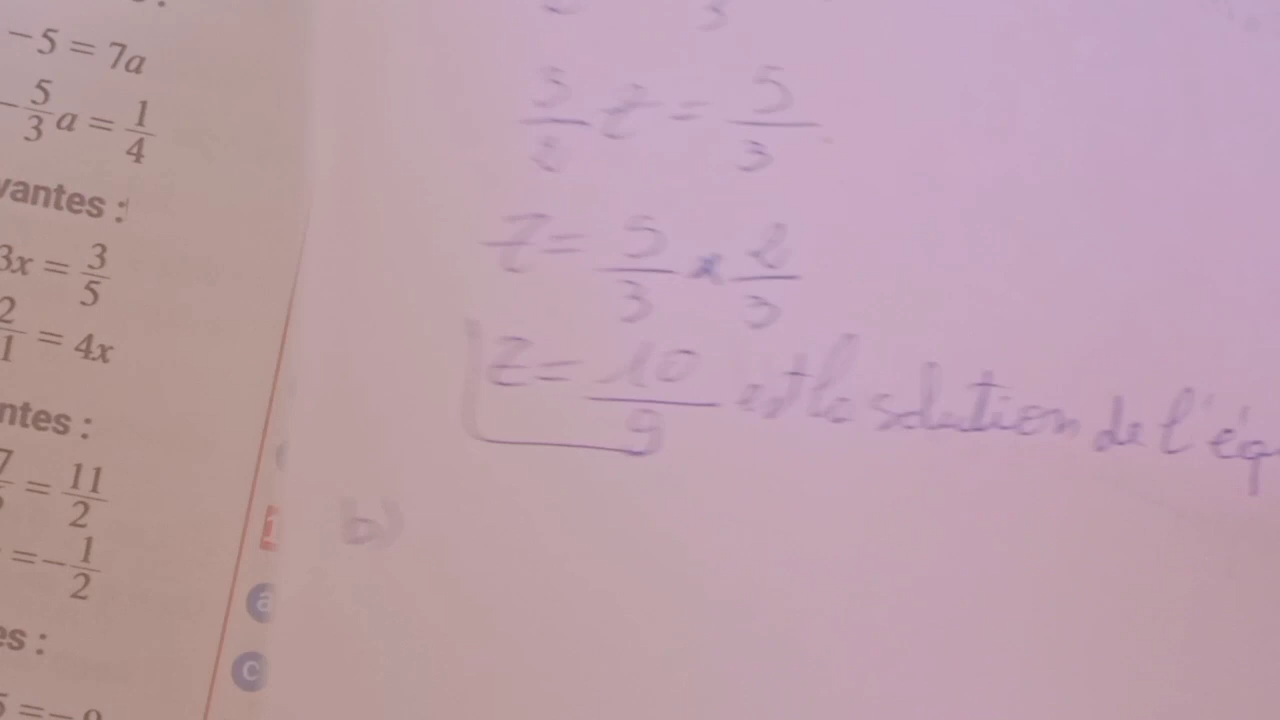 −5 = 7a
−5/3 a = 1/4
vantes :
3x = 3/5
2/1 = 4x
ntes :
7/ = 11/2
= −1/2
es :
3/2 z = 5/3
z = 5/3 × 2/3
z = 10/9 est la solution de l'éq
b)
1
a
c